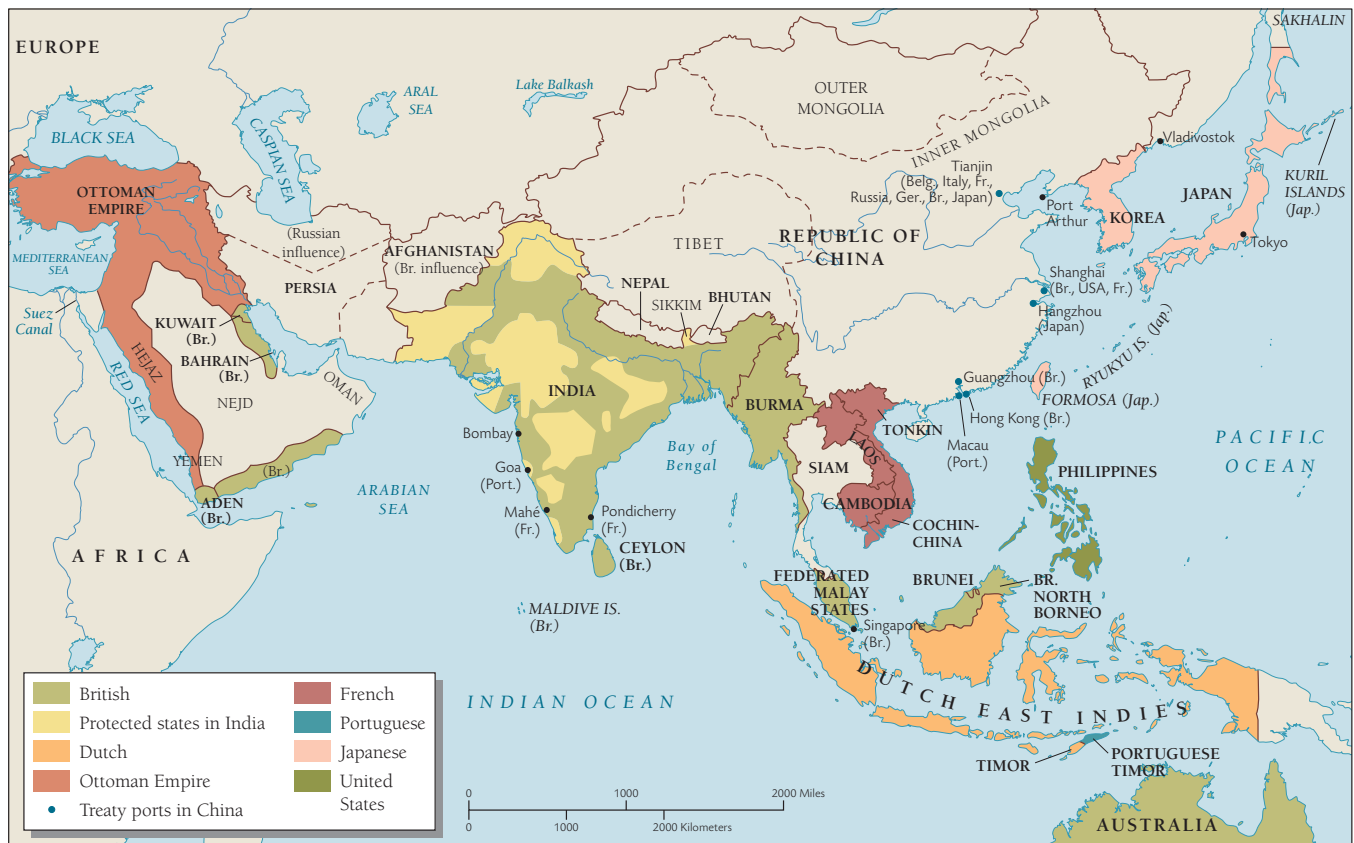 EUROPE
BLACK SEA
CASPIAN SEA
ARAL
SEA
Lake Balkash
OUTER
MONGOLIA
INNER MONGOLIA
SAKHALIN
Vladivostok
KURIL
ISLANDS
(Jap.)
JAPAN
Tokyo
KOREA
Port
Arthur
Tianjin
(Belg., Italy, Fr.,
Russia, Ger., Br., Japan)
OTTOMAN
EMPIRE
MEDITERRANEAN
SEA
Suez
Canal
(Russian
influence)
PERSIA
AFGHANISTAN
(Br. influence)
TIBET
REPUBLIC OF
CHINA
NEPAL
SIKKIM
BHUTAN
Shanghai
(Br., USA, Fr.)
Hangzhou
(Japan)
RYUKYU IS. (Jap.)
KUWAIT
(Br.)
BAHRAIN
(Br.)
HEJAZ
RED SEA
NEJD
OMAN
YEMEN
(Br.)
ADEN
(Br.)
AFRICA
ARABIAN
SEA
INDIA
Bombay
Goa
(Port.)
Mahé
(Fr.)
Pondicherry
(Fr.)
CEYLON
(Br.)
MALDIVE IS.
(Br.)
Bay of
Bengal
BURMA
Guangzhou (Br.)
FORMOSA (Jap.)
Hong Kong (Br.)
Macau
(Port.)
TONKIN
LAOS
SIAM
CAMBODIA
COCHIN-
CHINA
PHILIPPINES
PACIFIC
OCEAN
FEDERATED
MALAY
STATES
Singapore
(Br.)
BRUNEI
BR.
NORTH
BORNEO
DUTCH EAST INDIES
TIMOR
PORTUGUESE
TIMOR
AUSTRALIA
INDIAN OCEAN
British
Protected states in India
Dutch
Ottoman Empire
Treaty ports in China
French
Portuguese
Japanese
United
States
0 1000 2000 Miles
0 1000 2000 Kilometers